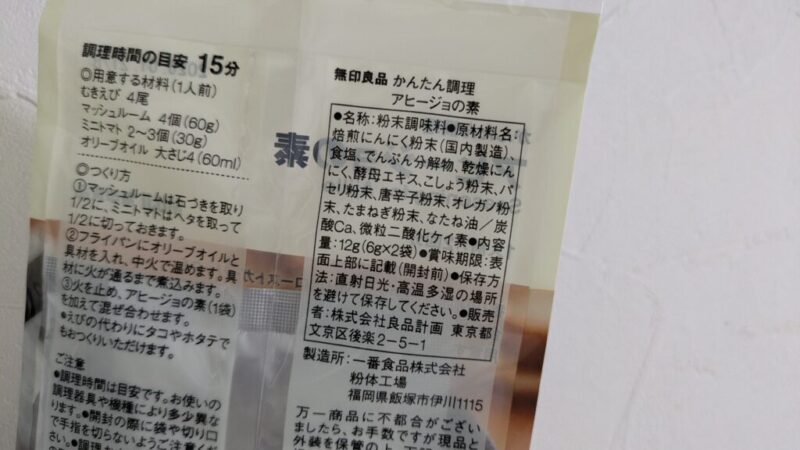 調理時間の目安 15分
◎用意する材料(1人前)
むきえび 4尾
マッシュルーム 4個(60g)
ミニトマト 2〜3個(30g)
オリーブオイル 大さじ4(60ml)
◎つくり方
①マッシュルームは石づきを取り
1/2に、ミニトマトはヘタを取って
1/2に切っておきます。
②フライパンにオリーブオイルと
具材を入れ、中火で温めます。具
材に火が通るまで煮込みます。
③火を止め、アヒージョの素(1袋)
を加えて混ぜ合わせます。
●えびの代わりにタコやホタテで
もおつくりいただけます。
ご注意
●調理時間は目安です。お使いの
調理器具や機種により多少異な
ります。●開封の際に袋や切り口
で手指を切らないようご注意くだ
さい。●調理
無印良品 かんたん調理
アヒージョの素
●名称:粉末調味料●原材料名:
焙煎にんにく粉末(国内製造)、
食塩、でんぷん分解物、乾燥にん
にく、酵母エキス、こしょう粉末、パ
セリ粉末、唐辛子粉末、オレガノ粉
末、たまねぎ粉末、なたね油/炭
酸Ca、微粒二酸化ケイ素●内容
量:12g(6g×2袋)●賞味期限:表
面上部に記載(開封前)●保存方
法:直射日光・高温多湿の場所
を避けて保存してください。●販売
者:株式会社良品計画 東京都
文京区後楽2-5-1
製造所:一番食品株式会社
粉体工場
福岡県飯塚市伊川1115
万一商品に不都合がござい
ましたら、お手数ですが現品と
外装を保管の上、下